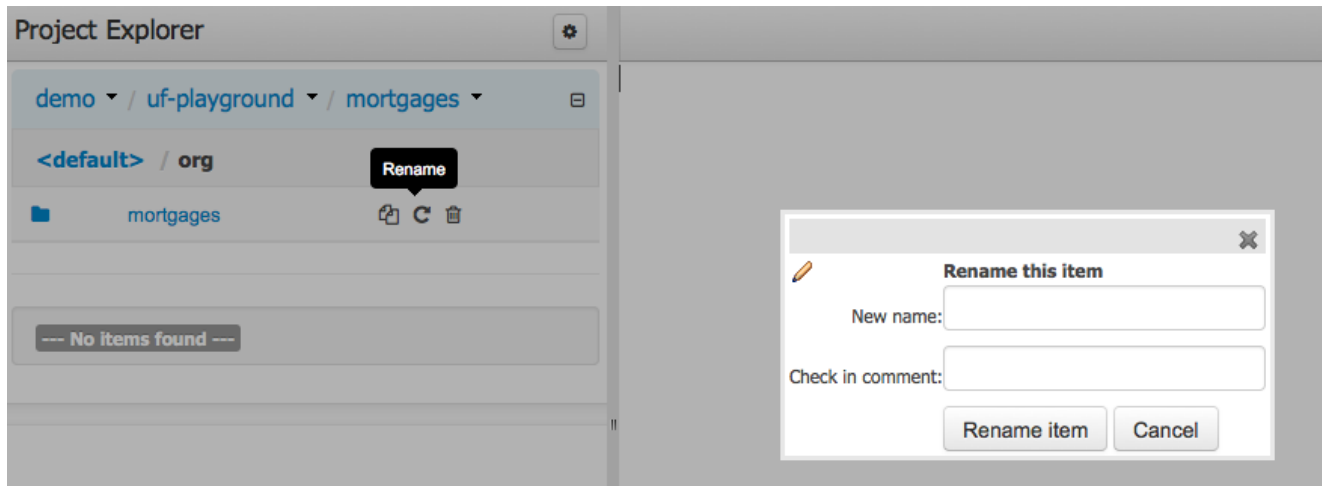 Project Explorer
demo / uf-playground / mortgages
<default> / org
Rename
mortgages
--- No items found ---
Rename this item
New name:
Check in comment:
Rename item Cancel